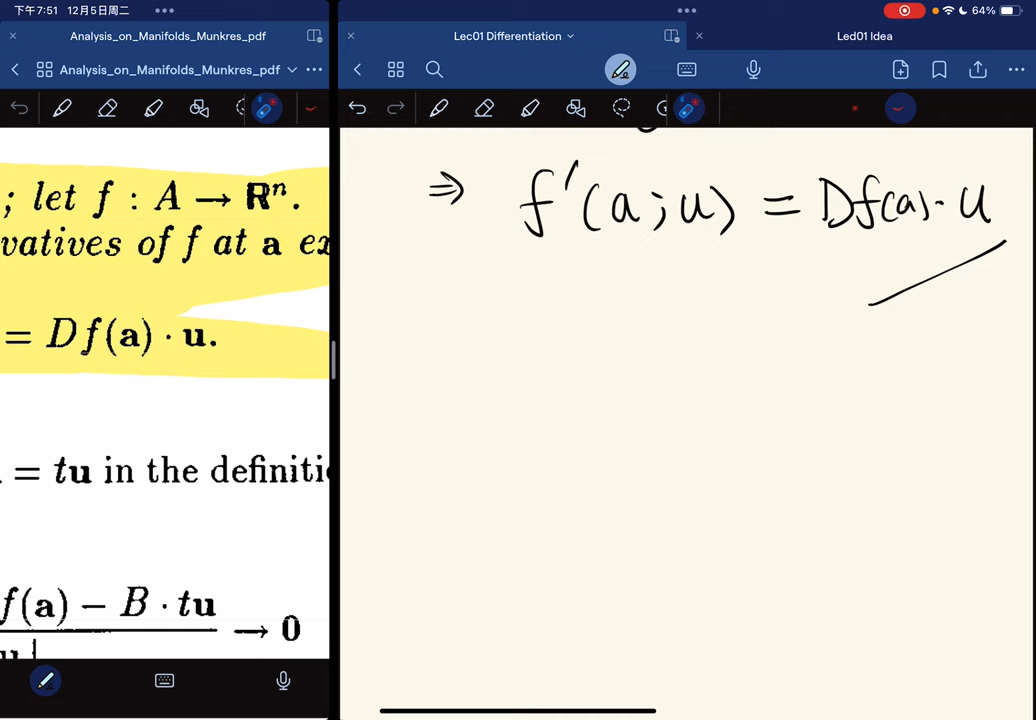 下午7:51 12月5日周二
64%
Analysis_on_Manifolds_Munkres_pdf
Lec01 Differentiation
Led01 Idea
Analysis_on_Manifolds_Munkres_pdf
; let f : A → Rⁿ.
vatives of f at a ex
= Df(a) · u.
= tu in the definiti
f(a) − B · tu
→ 0
⇒ f'(a;u) = Df(a)·u